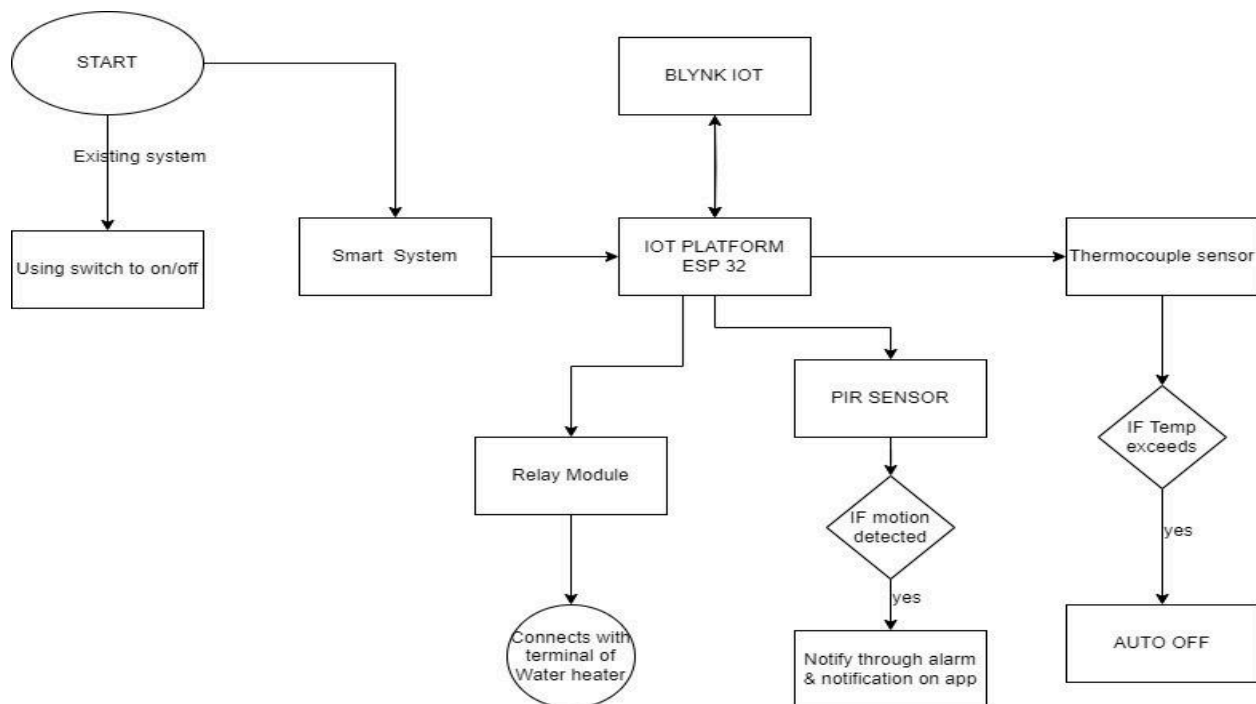 START
BLYNK IOT
Existing system
Using switch to on/off
Smart System
IOT PLATFORM
ESP 32
Thermocouple sensor
PIR SENSOR
IF Temp
exceeds
Relay Module
IF motion
detected
yes
yes
Connects with
terminal of
Water heater
Notify through alarm
& notification on app
AUTO OFF